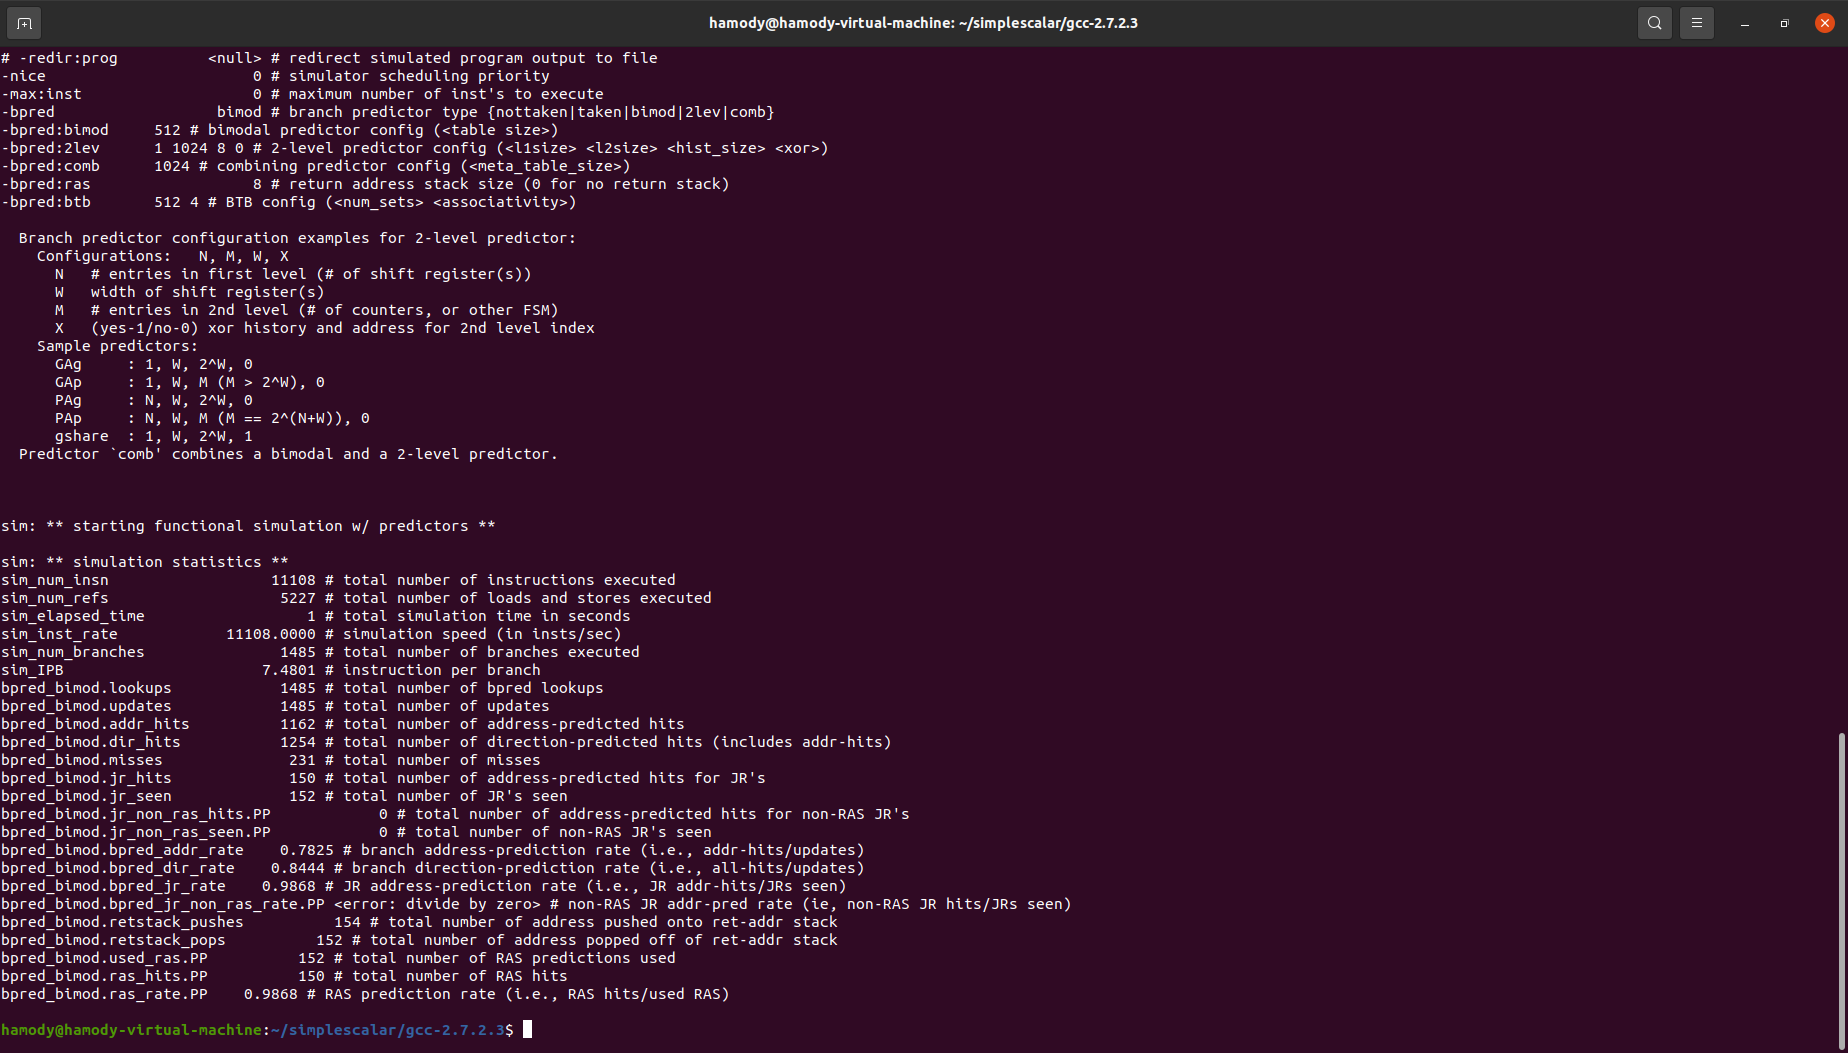 hamody@hamody-virtual-machine: ~/simplescalar/gcc-2.7.2.3
# -redir:prog <null> # redirect simulated program output to file
-nice 0 # simulator scheduling priority
-max:inst 0 # maximum number of inst's to execute
-bpred bimod # branch predictor type {nottaken|taken|bimod|2lev|comb}
-bpred:bimod 512 # bimodal predictor config (<table size>)
-bpred:2lev 1 1024 8 0 # 2-level predictor config (<l1size> <l2size> <hist_size> <xor>)
-bpred:comb 1024 # combining predictor config (<meta_table_size>)
-bpred:ras 8 # return address stack size (0 for no return stack)
-bpred:btb 512 4 # BTB config (<num_sets> <associativity>)
Branch predictor configuration examples for 2-level predictor:
Configurations: N, M, W, X
N # entries in first level (# of shift register(s))
W width of shift register(s)
M # entries in 2nd level (# of counters, or other FSM)
X (yes-1/no-0) xor history and address for 2nd level index
Sample predictors:
GAg : 1, W, 2^W, 0
GAp : 1, W, M (M > 2^W), 0
PAg : N, W, 2^W, 0
PAp : N, W, M (M == 2^(N+W)), 0
gshare : 1, W, 2^W, 1
Predictor `comb' combines a bimodal and a 2-level predictor.
sim: ** starting functional simulation w/ predictors **
sim: ** simulation statistics **
sim_num_insn 11108 # total number of instructions executed
sim_num_refs 5227 # total number of loads and stores executed
sim_elapsed_time 1 # total simulation time in seconds
sim_inst_rate 11108.0000 # simulation speed (in insts/sec)
sim_num_branches 1485 # total number of branches executed
sim_IPB 7.4801 # instruction per branch
bpred_bimod.lookups 1485 # total number of bpred lookups
bpred_bimod.updates 1485 # total number of updates
bpred_bimod.addr_hits 1162 # total number of address-predicted hits
bpred_bimod.dir_hits 1254 # total number of direction-predicted hits (includes addr-hits)
bpred_bimod.misses 231 # total number of misses
bpred_bimod.jr_hits 150 # total number of address-predicted hits for JR's
bpred_bimod.jr_seen 152 # total number of JR's seen
bpred_bimod.jr_non_ras_hits.PP 0 # total number of address-predicted hits for non-RAS JR's
bpred_bimod.jr_non_ras_seen.PP 0 # total number of non-RAS JR's seen
bpred_bimod.bpred_addr_rate 0.7825 # branch address-prediction rate (i.e., addr-hits/updates)
bpred_bimod.bpred_dir_rate 0.8444 # branch direction-prediction rate (i.e., all-hits/updates)
bpred_bimod.bpred_jr_rate 0.9868 # JR address-prediction rate (i.e., JR addr-hits/JRs seen)
bpred_bimod.bpred_jr_non_ras_rate.PP <error: divide by zero> # non-RAS JR addr-pred rate (ie, non-RAS JR hits/JRs seen)
bpred_bimod.retstack_pushes 154 # total number of address pushed onto ret-addr stack
bpred_bimod.retstack_pops 152 # total number of address popped off of ret-addr stack
bpred_bimod.used_ras.PP 152 # total number of RAS predictions used
bpred_bimod.ras_hits.PP 150 # total number of RAS hits
bpred_bimod.ras_rate.PP 0.9868 # RAS prediction rate (i.e., RAS hits/used RAS)
hamody@hamody-virtual-machine:~/simplescalar/gcc-2.7.2.3$